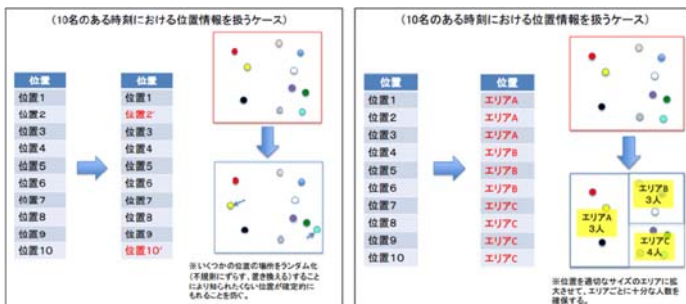 (10名のある時刻における位置情報を扱うケース)
位置 位置
位置1 位置1
位置2 位置2'
位置3 位置3
位置4 位置4
位置5 位置5
位置6 位置6
位置7 位置7
位置8 位置8
位置9 位置9
位置10 位置10'
※いくつかの位置の場所をランダム化
(不規則にずらす、置き換える)すること
により知られたくない位置が確定的に
もれることを防ぐ。
(10名のある時刻における位置情報を扱うケース)
位置 位置
位置1 エリアA
位置2 エリアA
位置3 エリアA
位置4 エリアB
位置5 エリアB
位置6 エリアB
位置7 エリアC
位置8 エリアC
位置9 エリアC
位置10 エリアC
エリアA
3人
エリアB
3人
エリアC
4人
※位置を適切なサイズのエリアに拡
大させて、エリアごとに十分な人数を
確保する。